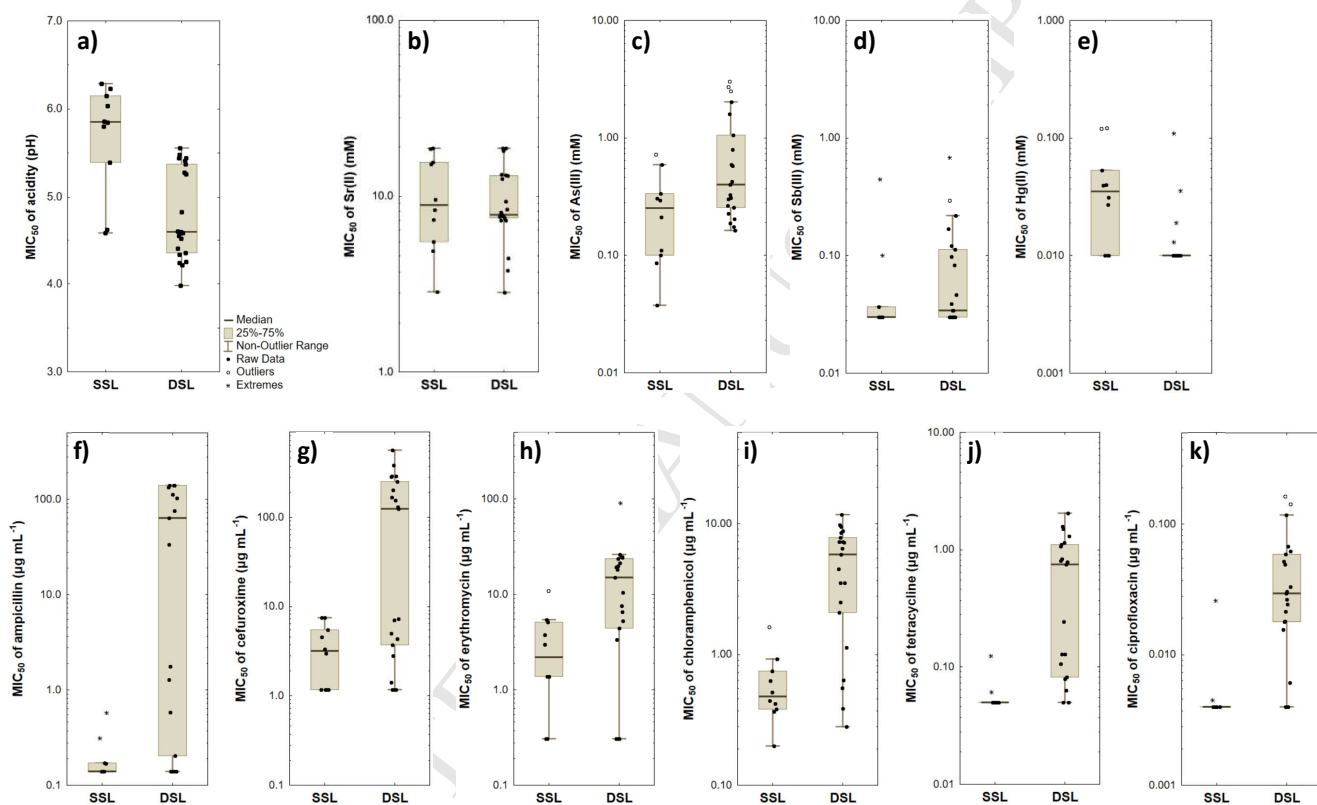 a)
MIC50 of acidity (pH)
7.0
6.0
5.0
4.0
3.0
SSL DSL
Median
25%-75%
Non-Outlier Range
Raw Data
Outliers
Extremes
b)
MIC50 of Sr(II) (mM)
100.0
10.0
1.0
SSL DSL
c)
MIC50 of As(III) (mM)
10.00
1.00
0.10
0.01
SSL DSL
d)
MIC50 of Sb(III) (mM)
10.00
1.00
0.10
0.01
SSL DSL
e)
MIC50 of Hg(II) (mM)
1.000
0.100
0.010
0.001
SSL DSL
f)
MIC50 of ampicillin (µg mL-1)
100.0
10.0
1.0
0.1
SSL DSL
g)
MIC50 of cefuroxime (µg mL-1)
100.0
10.0
1.0
0.1
SSL DSL
h)
MIC50 of erythromycin (µg mL-1)
100.0
10.0
1.0
0.1
SSL DSL
i)
MIC50 of chloramphenicol (µg mL-1)
10.00
1.00
0.10
SSL DSL
j)
MIC50 of tetracycline (µg mL-1)
10.00
1.00
0.10
0.01
SSL DSL
k)
MIC50 of ciprofloxacin (µg mL-1)
0.100
0.010
0.001
SSL DSL